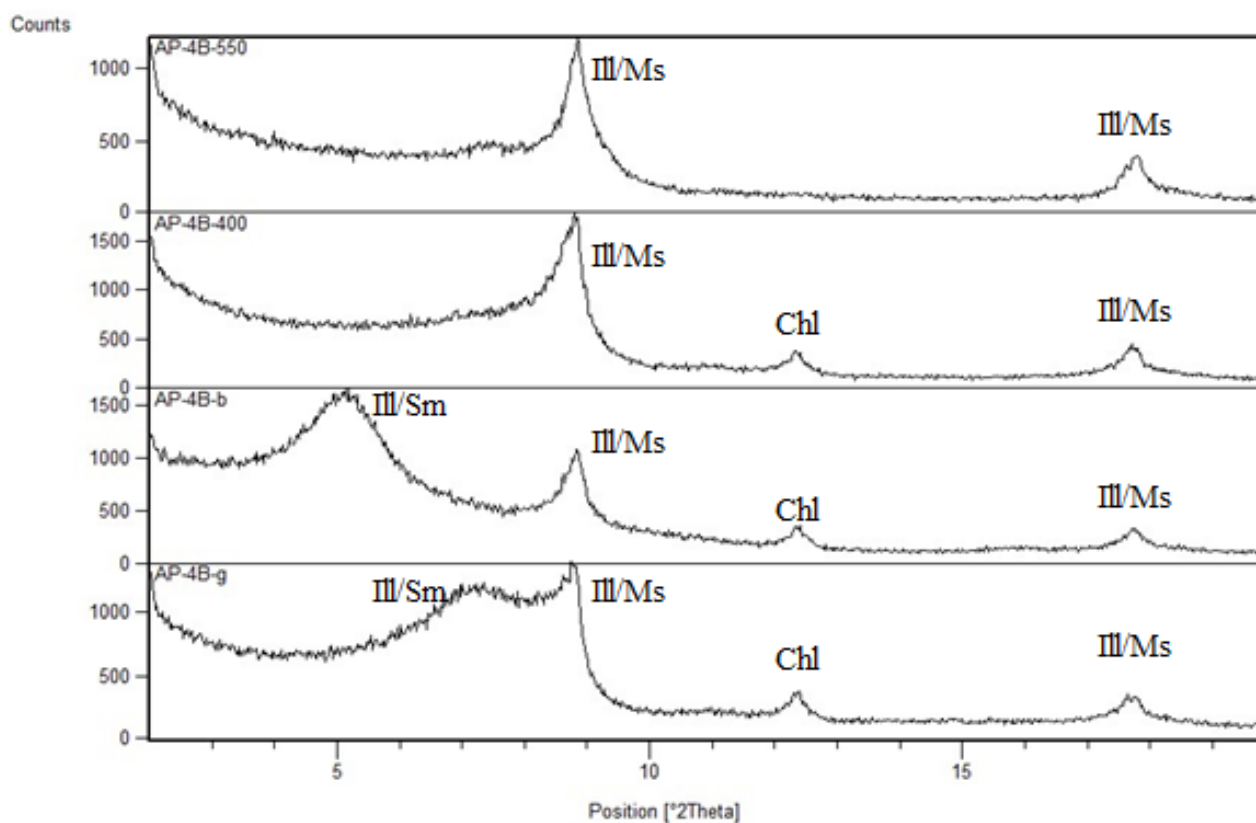 Counts
AP-4B-550
1000
500
0
Ill/Ms
Ill/Ms
AP-4B-400
1500
1000
500
0
Ill/Ms
Chl
Ill/Ms
AP-4B-b
1500
1000
500
0
Ill/Sm
Ill/Ms
Chl
Ill/Ms
AP-4B-g
1000
500
0
Ill/Sm
Ill/Ms
Chl
Ill/Ms
5 10 15
Position [°2Theta]